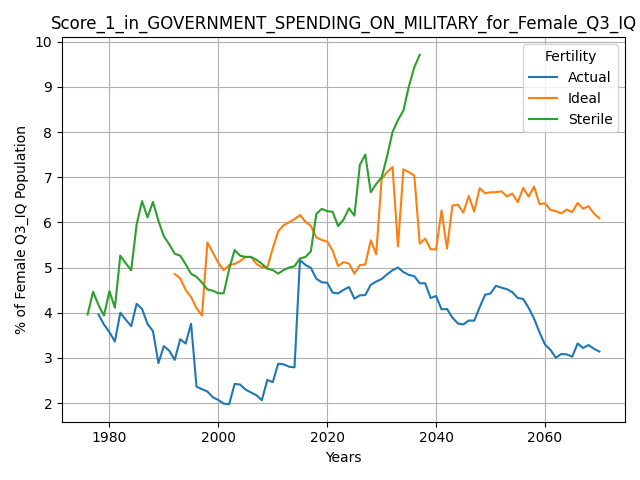 Score_1_in_GOVERNMENT_SPENDING_ON_MILITARY_for_Female_Q3_IQ
10
9
8
7
6
5
4
3
2
% of Female Q3_IQ Population
Fertility
Actual
Ideal
Sterile
1980
2000
2020
2040
2060
Years